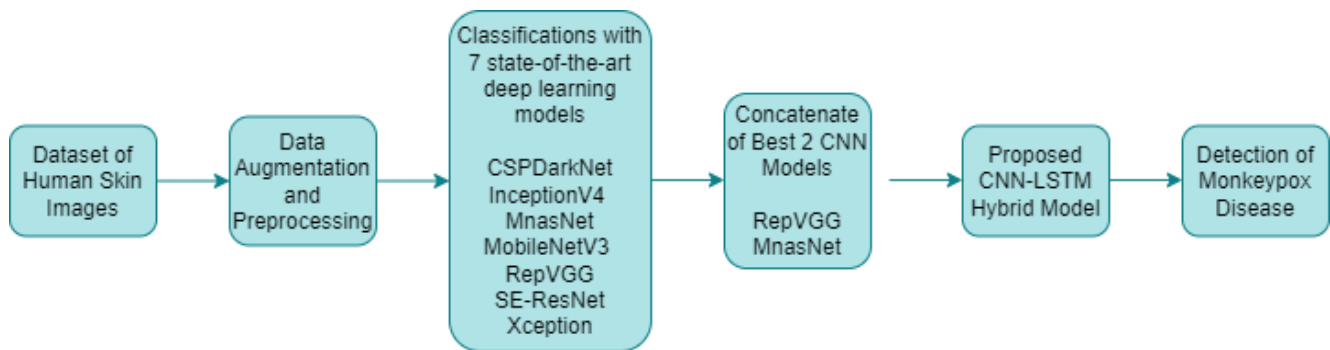 Dataset of
Human Skin
Images
Data
Augmentation
and
Preprocessing
Classifications with
7 state-of-the-art
deep learning
models
CSPDarkNet
InceptionV4
MnasNet
MobileNetV3
RepVGG
SE-ResNet
Xception
Concatenate
of Best 2 CNN
Models
RepVGG
MnasNet
Proposed
CNN-LSTM
Hybrid Model
Detection of
Monkeypox
Disease